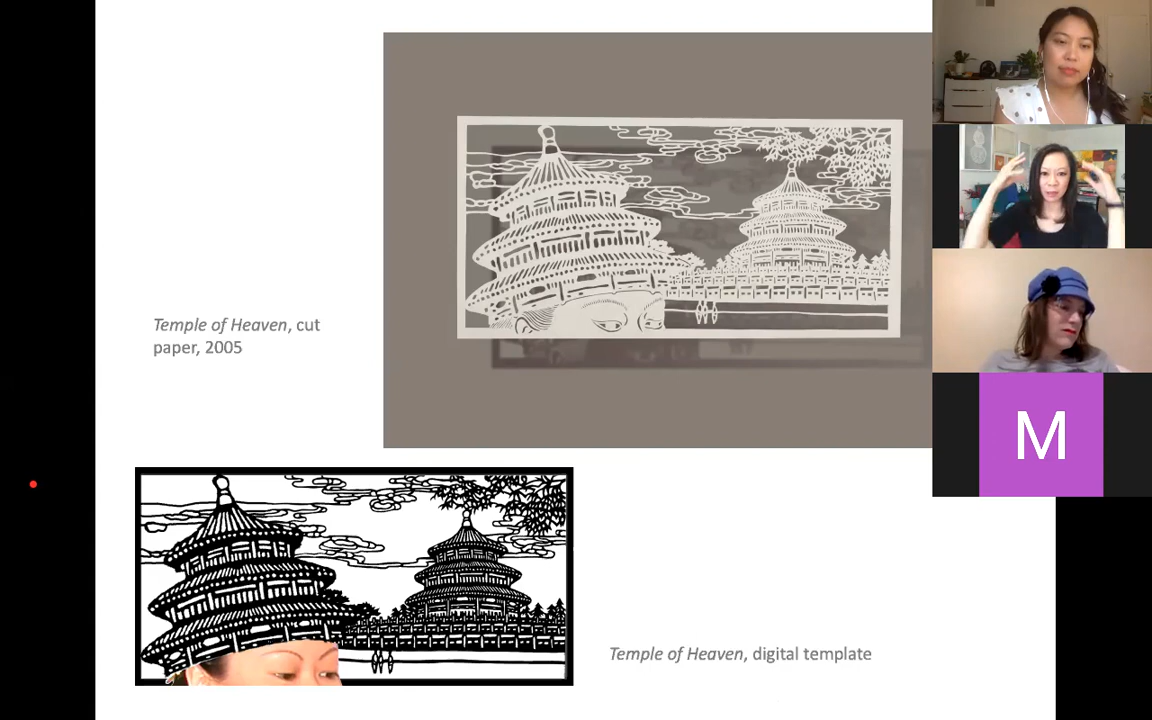 Temple of Heaven, cut
paper, 2005
M
Temple of Heaven, digital template